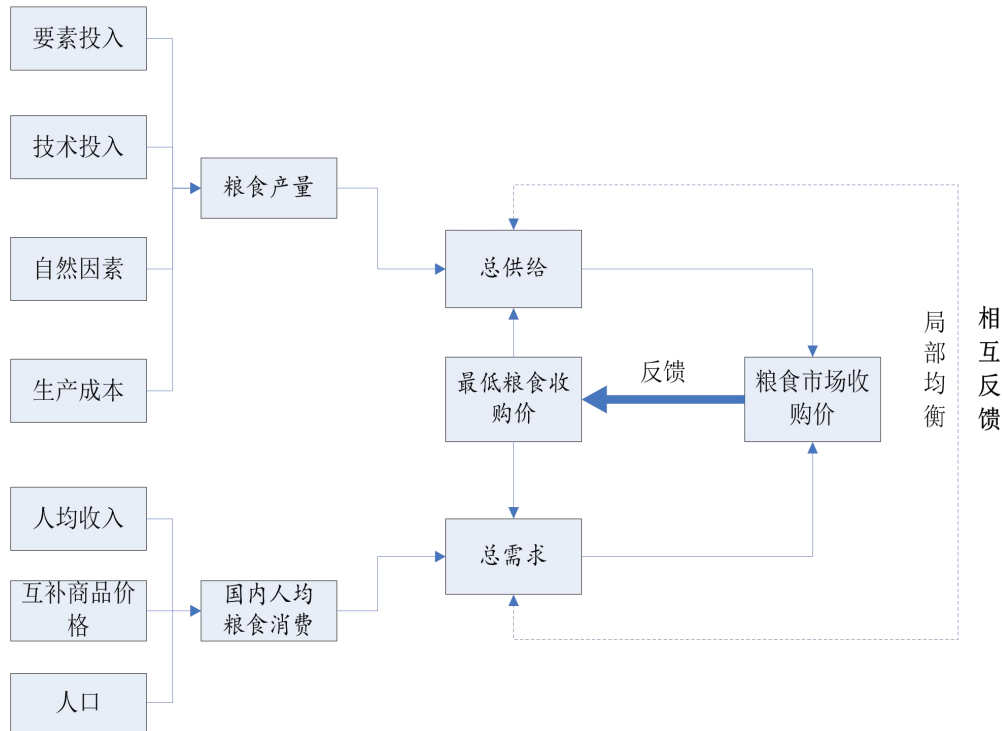 要素投入
技术投入
自然因素
生产成本
人均收入
互补商品价
格
人口
粮食产量
国内人均
粮食消费
总供给
最低粮食收
购价
总需求
反馈
粮食市场收
购价
局部均衡
相互反馈